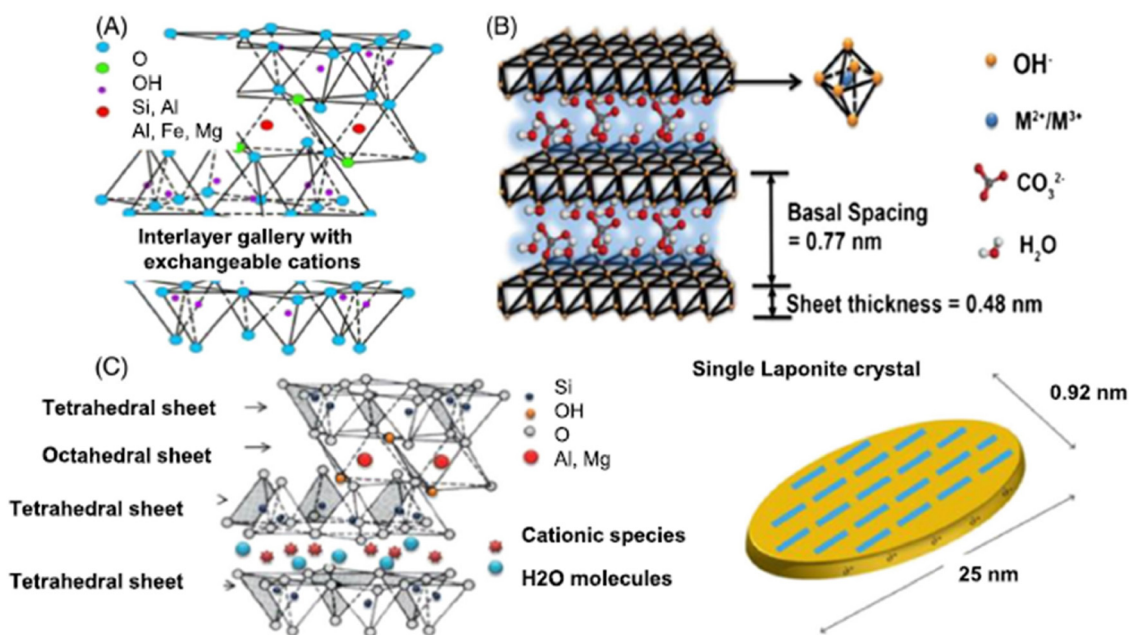 (A)
O
OH
Si, Al
Al, Fe, Mg
Interlayer gallery with
exchangeable cations
(B)
OH⁻
M²⁺/M³⁺
CO₃²⁻
H₂O
Basal Spacing
= 0.77 nm
Sheet thickness = 0.48 nm
(C)
Tetrahedral sheet
Octahedral sheet
Tetrahedral sheet
Tetrahedral sheet
Si
OH
O
Al, Mg
Cationic species
H2O molecules
Single Laponite crystal
0.92 nm
25 nm